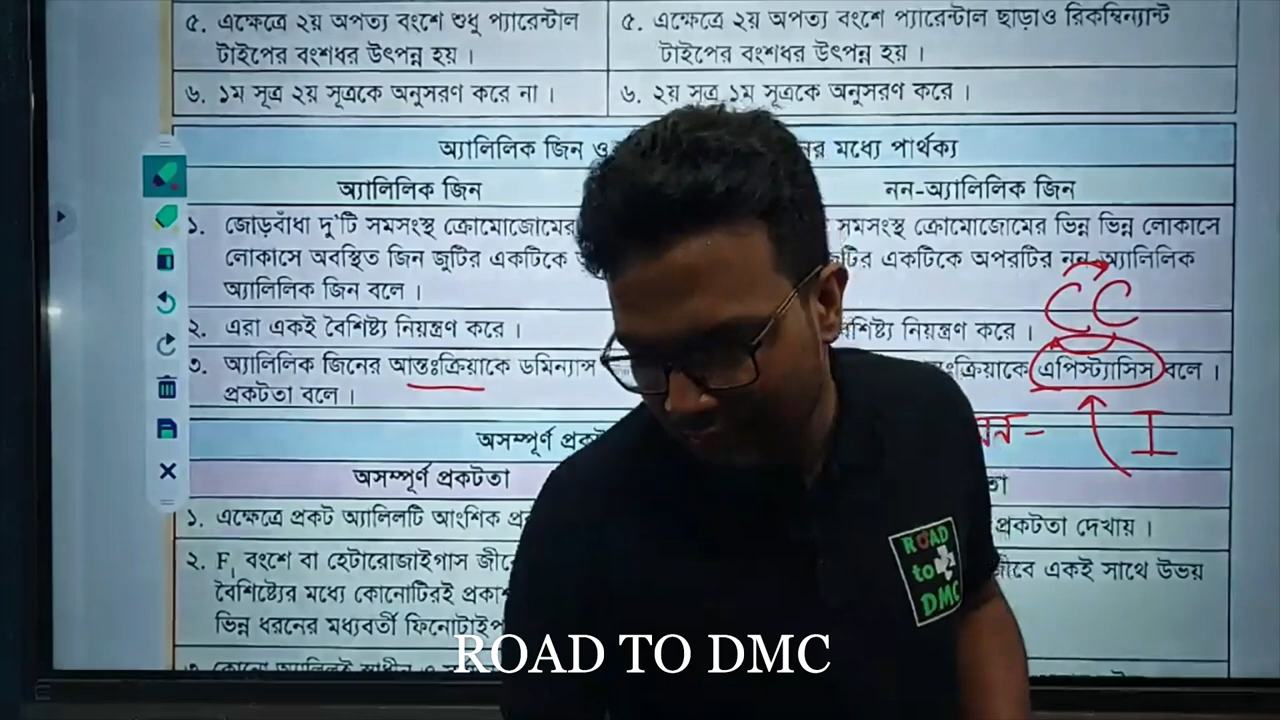 ৫. এক্ষেত্রে ২য় অপত্য বংশে শুধু প্যারেন্টাল
টাইপের বংশধর উৎপন্ন হয় ।
৫. এক্ষেত্রে ২য় অপত্য বংশে প্যারেন্টাল ছাড়াও রিকম্বিন্যান্ট
টাইপের বংশধর উৎপন্ন হয় ।
৬. ১ম সূত্র ২য় সূত্রকে অনুসরণ করে না ।
৬. ২য় সূত্র ১ম সূত্রকে অনুসরণ করে ।
অ্যালিলিক জিন ও
মধ্যে পার্থক্য
অ্যালিলিক জিন
নন-অ্যালিলিক জিন
১. জোড়বাঁধা দু'টি সমসংস্থ ক্রোমোজোমের
লোকাসে অবস্থিত জিন জুটির একটিকে
অ্যালিলিক জিন বলে ।
সমসংস্থ ক্রোমোজোমের ভিন্ন ভিন্ন লোকাসে
একটিকে অপরটির নন-অ্যালিলিক
CC
২. এরা একই বৈশিষ্ট্য নিয়ন্ত্রণ করে ।
নিয়ন্ত্রণ করে ।
৩. অ্যালিলিক জিনের আন্তঃক্রিয়াকে ডমিন্যান্স
প্রকটতা বলে ।
এপিস্ট্যাসিস বলে ।
I
অসম্পূর্ণ
অসম্পূর্ণ প্রকটতা
১. এক্ষেত্রে প্রকট অ্যালিলটি আংশিক
প্রকটতা দেখায় ।
২. F₁ বংশে বা হেটারোজাইগাস
বৈশিষ্ট্যের মধ্যে কোনোটিরই
ভিন্ন ধরনের মধ্যবর্তী
একই সাথে উভয়
ROAD
to
DMC
ROAD TO DMC